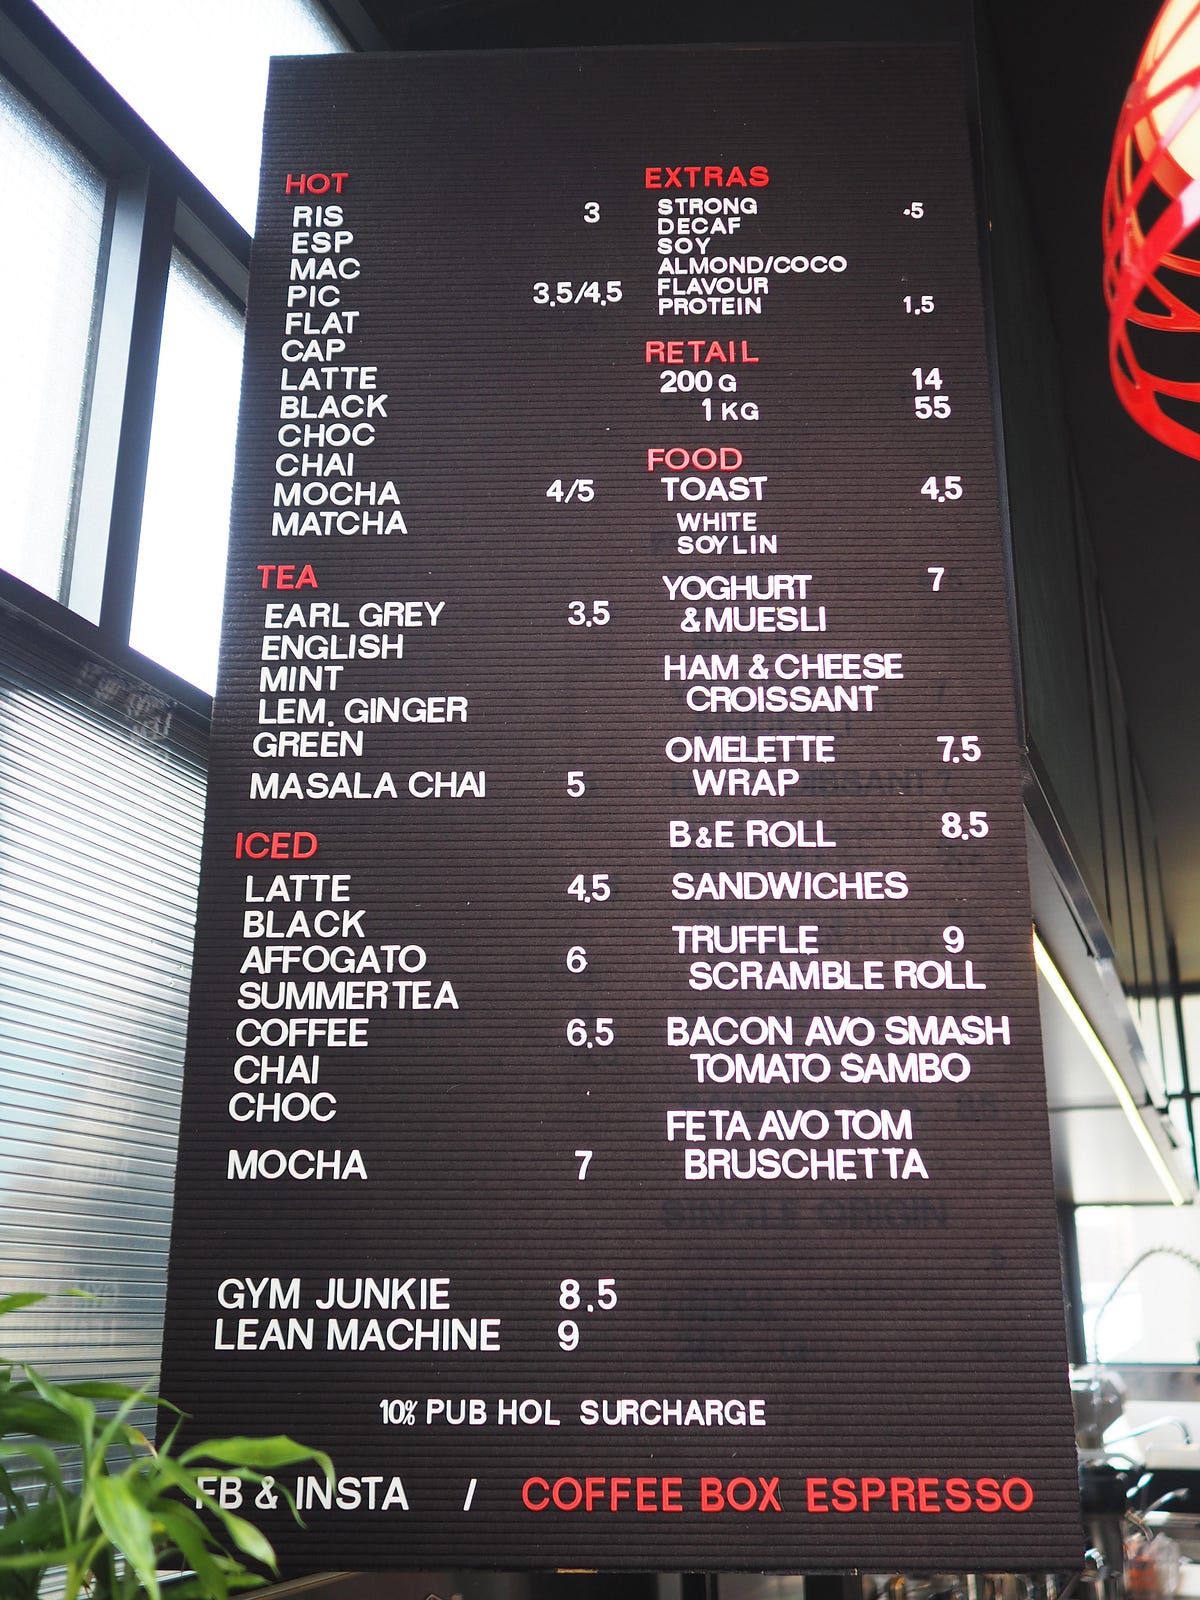 HOT
RIS 3
ESP
MAC
PIC 3.5/4.5
FLAT
CAP
LATTE
BLACK
CHOC
CHAI
MOCHA 4/5
MATCHA
TEA
EARL GREY 3.5
ENGLISH
MINT
LEM. GINGER
GREEN
MASALA CHAI 5
ICED
LATTE 4.5
BLACK
AFFOGATO 6
SUMMER TEA
COFFEE 6.5
CHAI
CHOC
MOCHA 7
GYM JUNKIE 8.5
LEAN MACHINE 9
EXTRAS
STRONG .5
DECAF
SOY
ALMOND/COCO
FLAVOUR
PROTEIN 1.5
RETAIL
200 G 14
1 KG 55
FOOD
TOAST 4.5
WHITE
SOY LIN
YOGHURT 7
& MUESLI
HAM & CHEESE
CROISSANT
OMELETTE 7.5
WRAP
B&E ROLL 8.5
SANDWICHES
TRUFFLE 9
SCRAMBLE ROLL
BACON AVO SMASH
TOMATO SAMBO
FETA AVO TOM
BRUSCHETTA
SINGLE ORIGIN
10% PUB HOL SURCHARGE
FB & INSTA / COFFEE BOX ESPRESSO